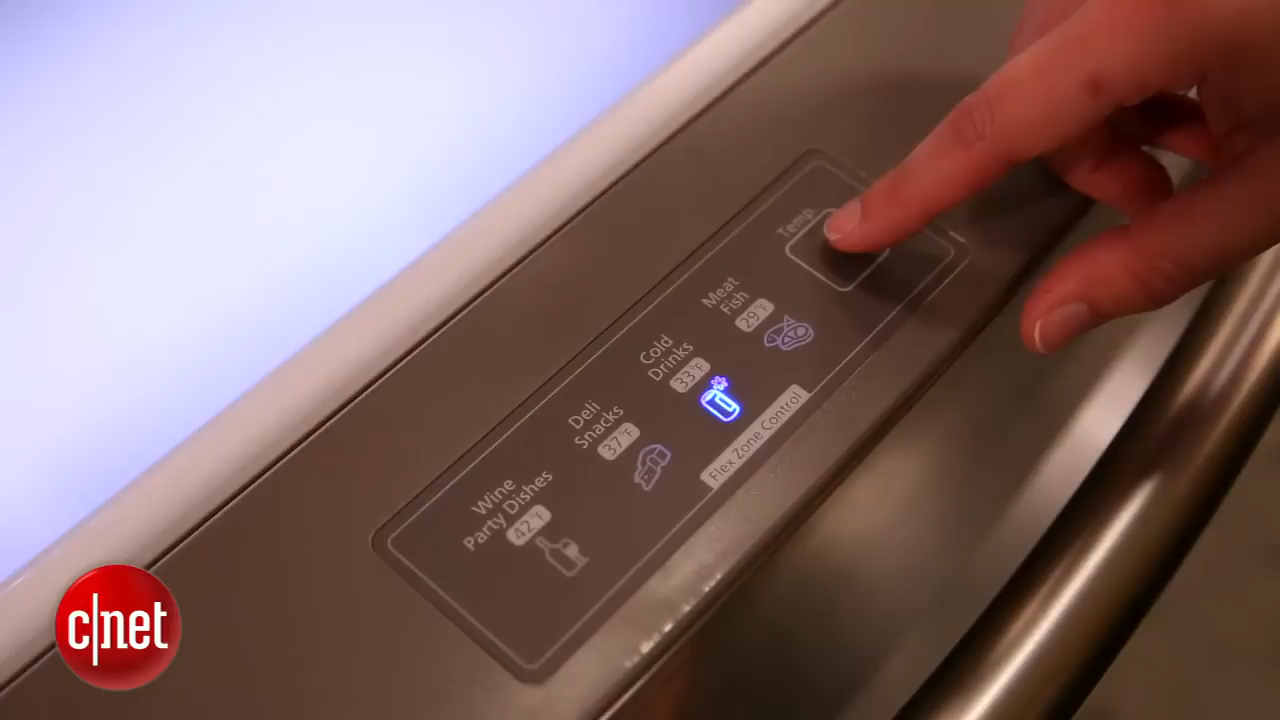 Temp.
Meat
Fish
29°F
Cold
Drinks
33°F
Deli
Snacks
37°F
Wine
Party Dishes
42°F
Flex Zone Control
c|net